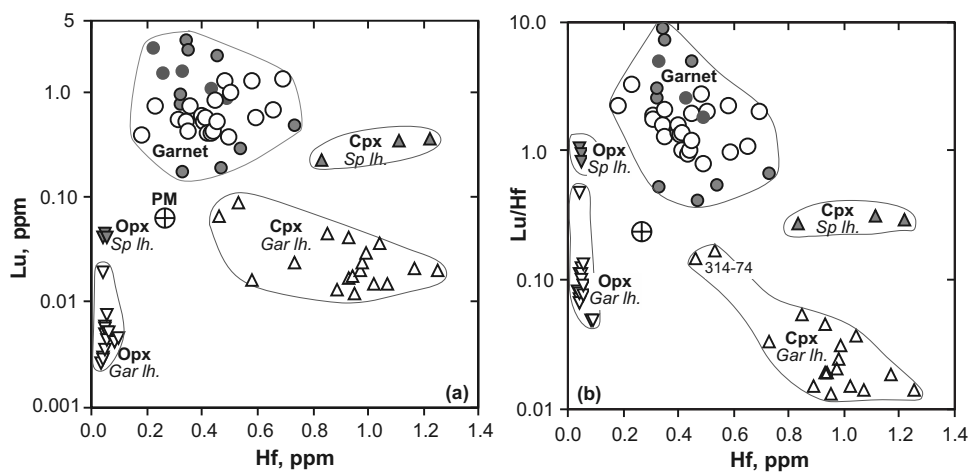 5
1.0
0.10
0.01
0.001
Lu, ppm
Garnet
PM
Opx
Sp lh.
Cpx
Sp lh.
Cpx
Gar lh.
Opx
Gar lh.
(a)
0.0 0.2 0.4 0.6 0.8 1.0 1.2 1.4
Hf, ppm
10.0
1.0
0.10
0.01
Lu/Hf
Garnet
Opx
Sp lh.
Cpx
Sp lh.
314-74
Opx
Gar lh.
Cpx
Gar lh.
(b)
0.0 0.2 0.4 0.6 0.8 1.0 1.2 1.4
Hf, ppm